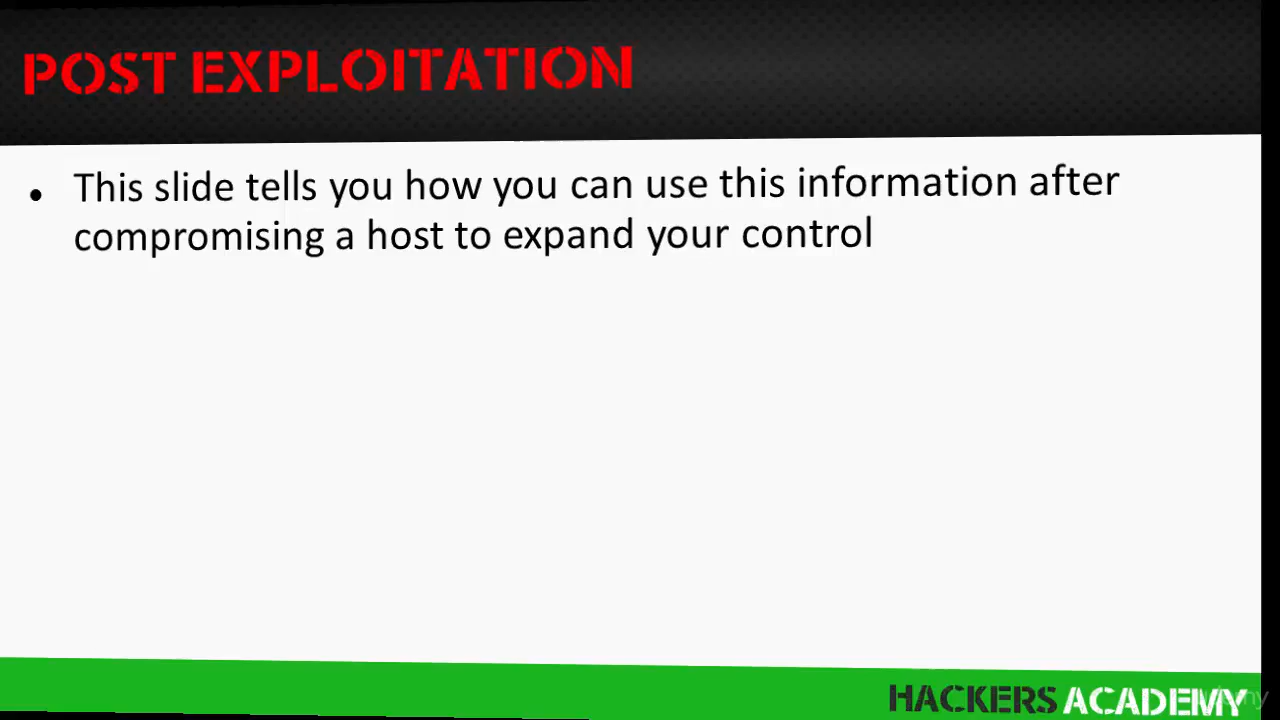 POST EXPLOITATION
• This slide tells you how you can use this information after
compromising a host to expand your control
HACKERS ACADEMY